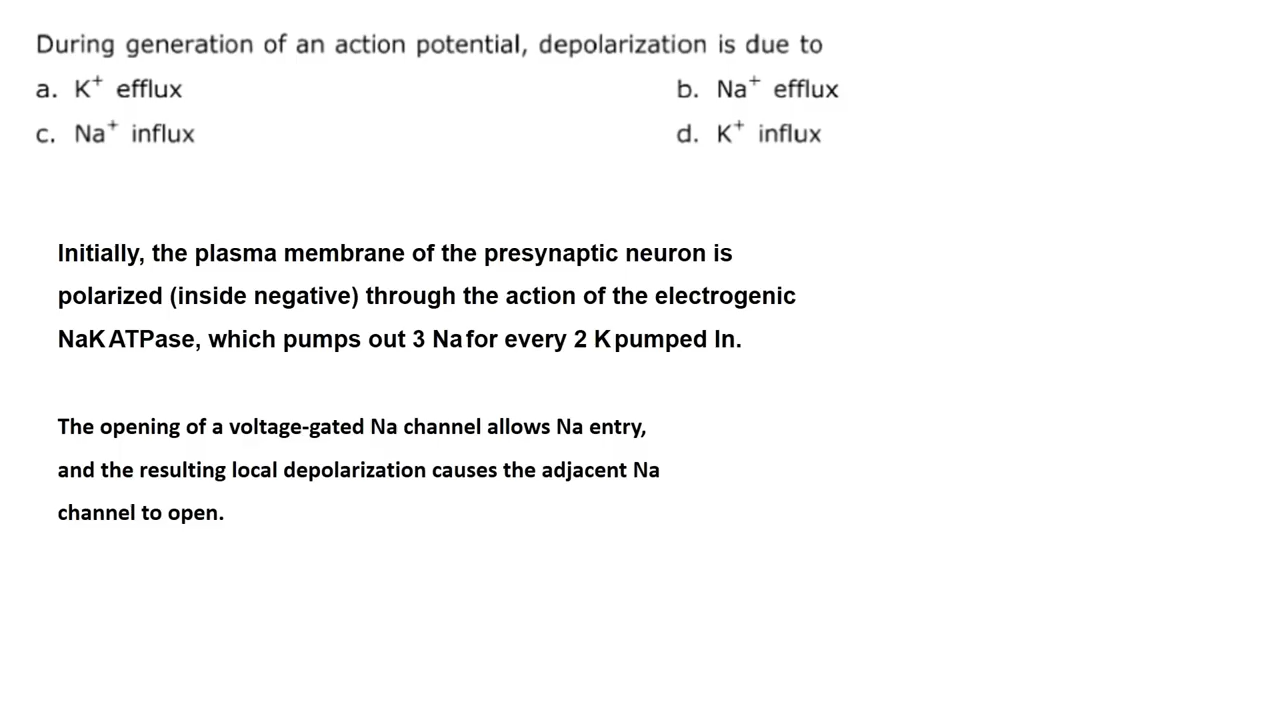 During generation of an action potential, depolarization is due to
a. K⁺ efflux b. Na⁺ efflux
c. Na⁺ influx d. K⁺ influx
Initially, the plasma membrane of the presynaptic neuron is
polarized (inside negative) through the action of the electrogenic
NaK ATPase, which pumps out 3 Na for every 2 K pumped In.
The opening of a voltage-gated Na channel allows Na entry,
and the resulting local depolarization causes the adjacent Na
channel to open.